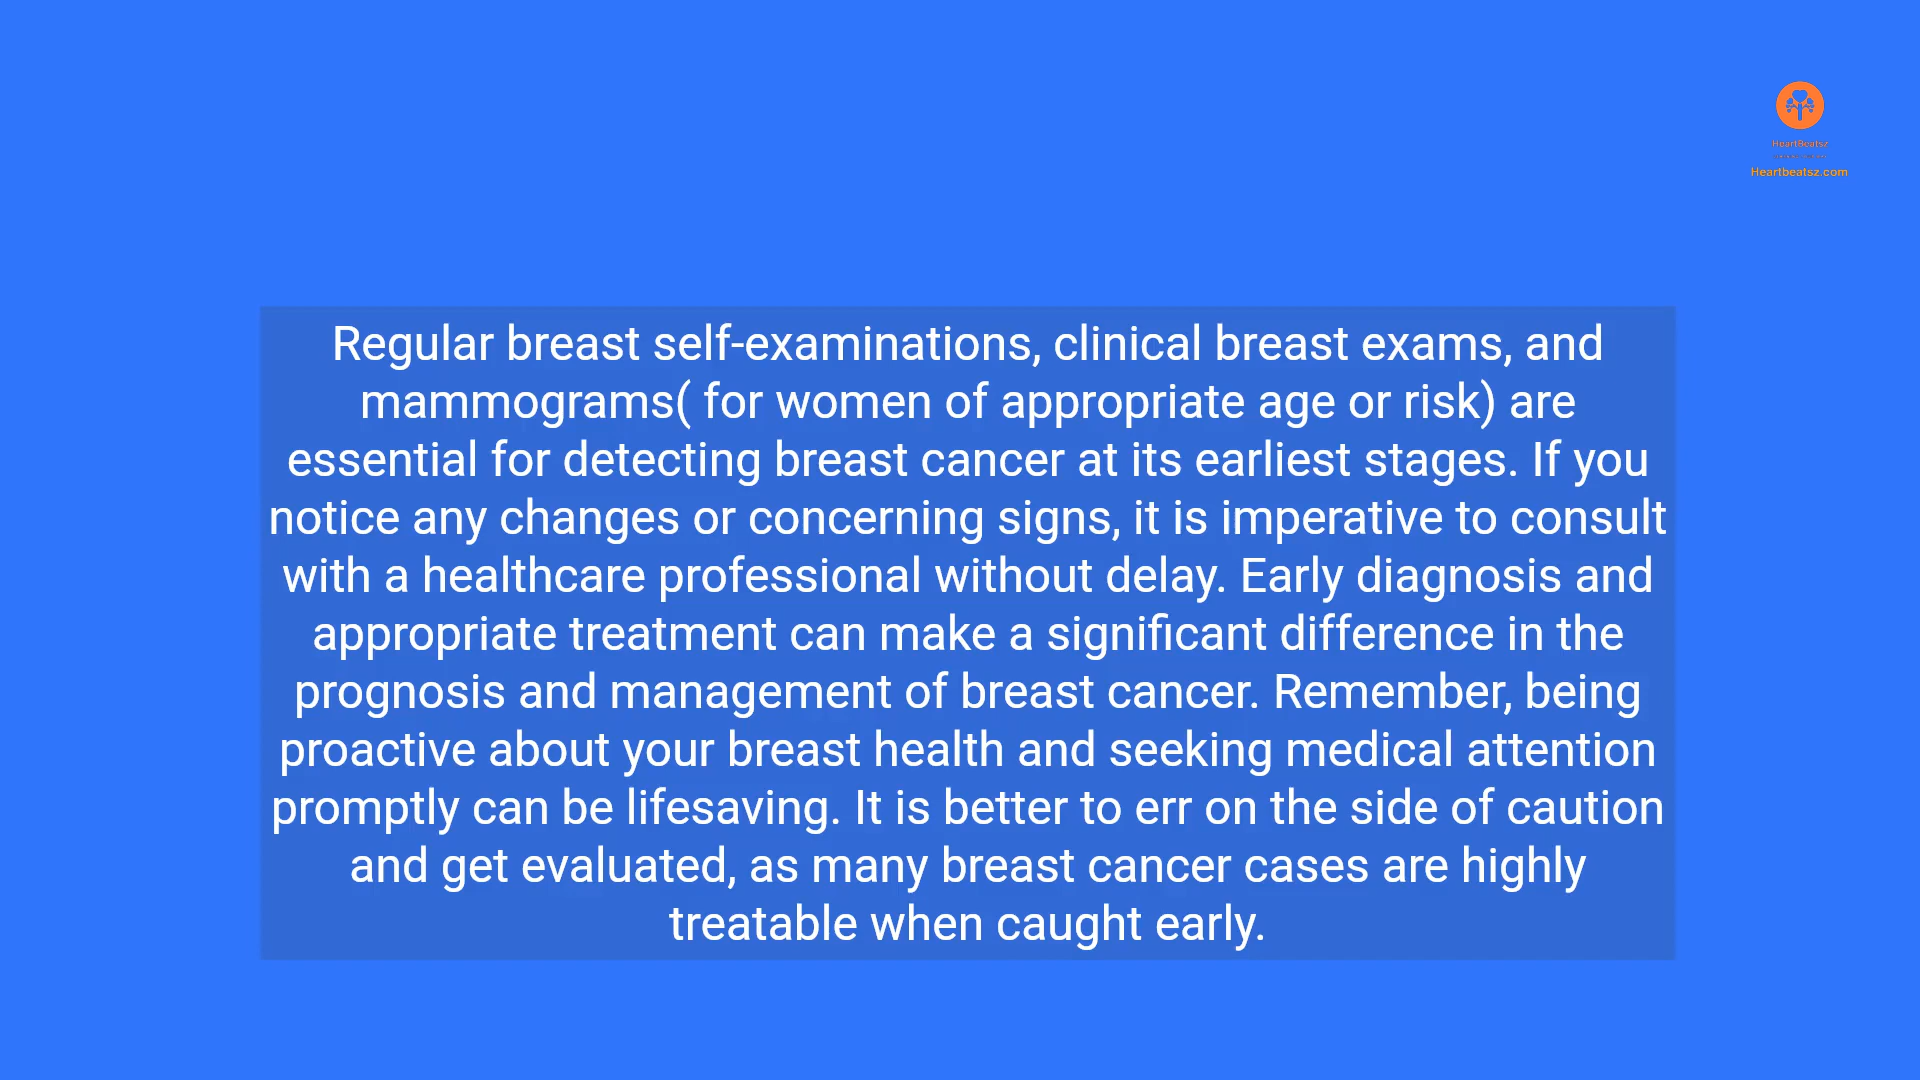 HeartBeatsz
Heartbeatsz.com
Regular breast self-examinations, clinical breast exams, and
mammograms( for women of appropriate age or risk) are
essential for detecting breast cancer at its earliest stages. If you
notice any changes or concerning signs, it is imperative to consult
with a healthcare professional without delay. Early diagnosis and
appropriate treatment can make a significant difference in the
prognosis and management of breast cancer. Remember, being
proactive about your breast health and seeking medical attention
promptly can be lifesaving. It is better to err on the side of caution
and get evaluated, as many breast cancer cases are highly
treatable when caught early.